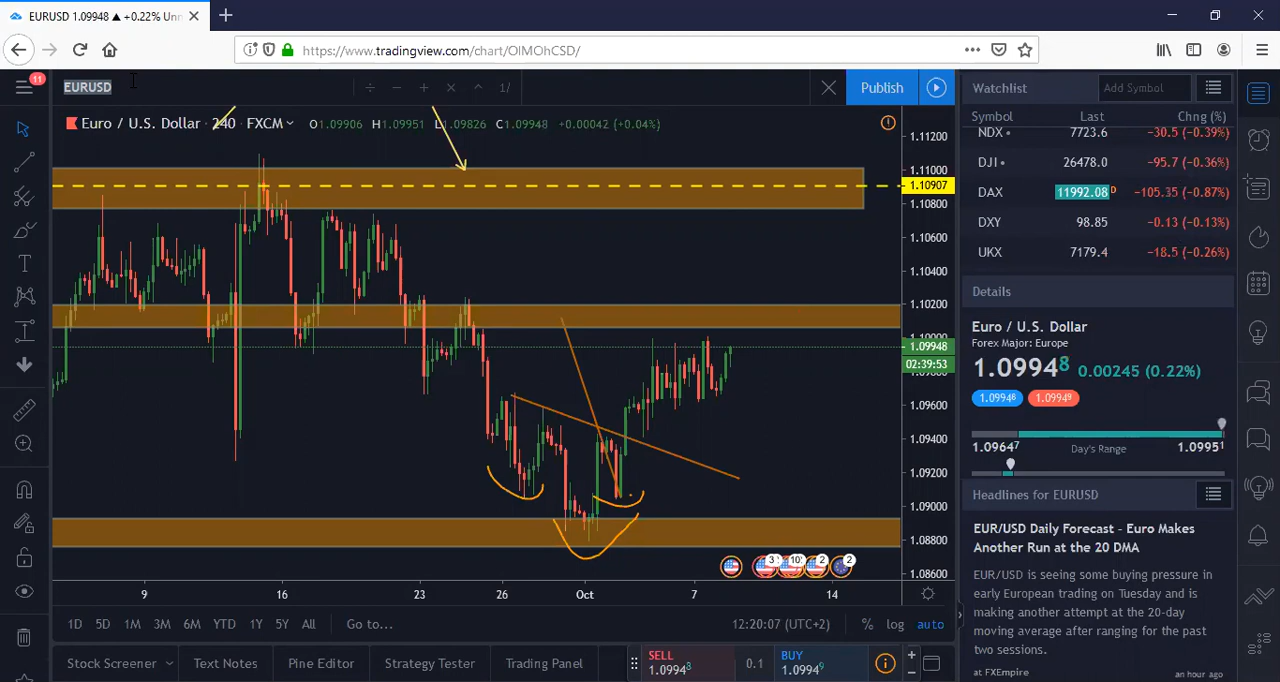 EURUSD 1.09948 ▲ +0.22% Unn
https://www.tradingview.com/chart/OIMOhCSD/
11
EURUSD
1/
Publish
Euro / U.S. Dollar · 240 · FXCM
O1.09906 H1.09951 L1.09826 C1.09948 +0.00042 (+0.04%)
1.11200
1.11000
1.10907
1.10800
1.10600
1.10400
1.10200
1.10000
1.09948
02:39:53
1.09600
1.09400
1.09200
1.09000
1.08800
1.08600
3
10
2
2
9
16
23
26
Oct
7
14
1D 5D 1M 3M 6M YTD 1Y 5Y All Go to...
12:20:07 (UTC+2) % log auto
Stock Screener Text Notes Pine Editor Strategy Tester Trading Panel
SELL
1.09943
0.1
BUY
1.09949
Watchlist
Add Symbol
Symbol Last Chng (%)
NDX 7723.6 -30.5 (-0.39%)
DJI 26478.0 -95.7 (-0.36%)
DAX 11992.08 D -105.35 (-0.87%)
DXY 98.85 -0.13 (-0.13%)
UKX 7179.4 -18.5 (-0.26%)
Details
Euro / U.S. Dollar
Forex Major: Europe
1.09948 0.00245 (0.22%)
1.09946 1.09949
1.09647 Day's Range 1.09951
Headlines for EURUSD
EUR/USD Daily Forecast - Euro Makes
Another Run at the 20 DMA
EUR/USD is seeing some buying pressure in
early European trading on Tuesday and is
making another attempt at the 20-day
moving average after ranging for the past
two sessions.
at FXEmpire
an hour ago